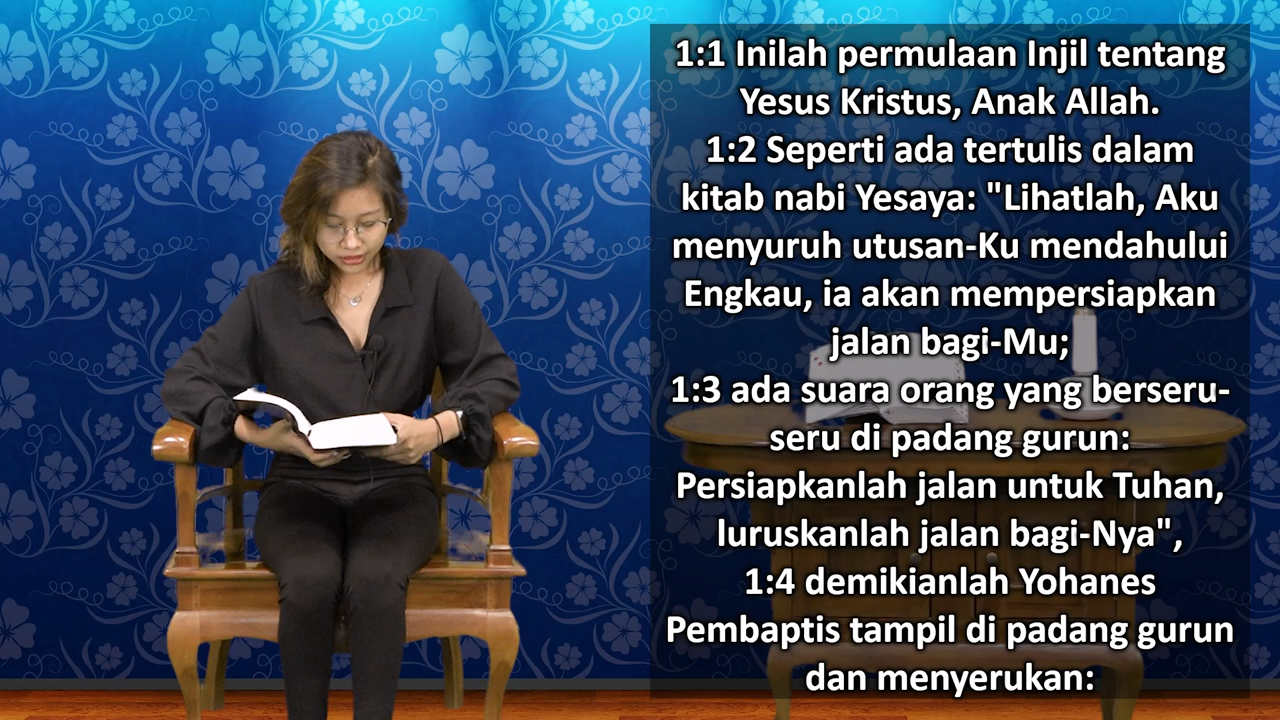 1:1 Inilah permulaan Injil tentang
Yesus Kristus, Anak Allah.
1:2 Seperti ada tertulis dalam
kitab nabi Yesaya: "Lihatlah, Aku
menyuruh utusan-Ku mendahului
Engkau, ia akan mempersiapkan
jalan bagi-Mu;
1:3 ada suara orang yang berseru-
seru di padang gurun:
Persiapkanlah jalan untuk Tuhan,
luruskanlah jalan bagi-Nya",
1:4 demikianlah Yohanes
Pembaptis tampil di padang gurun
dan menyerukan: